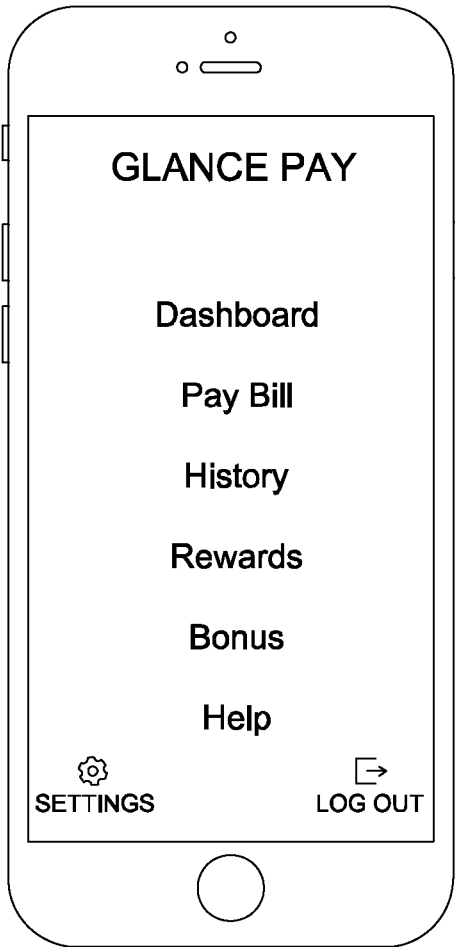 GLANCE PAY
Dashboard
Pay Bill
History
Rewards
Bonus
Help
SETTINGS LOG OUT